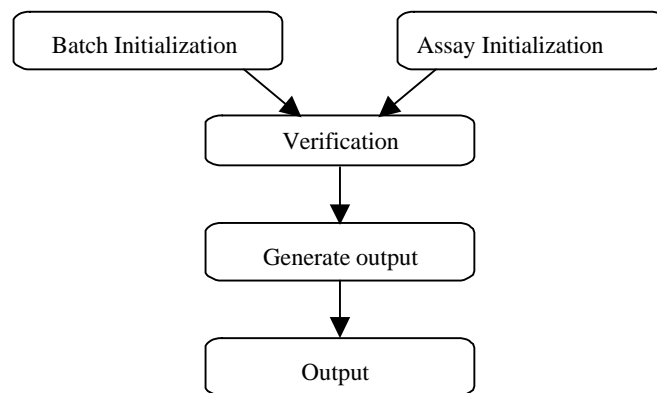 Batch Initialization
Assay Initialization
Verification
Generate output
Output